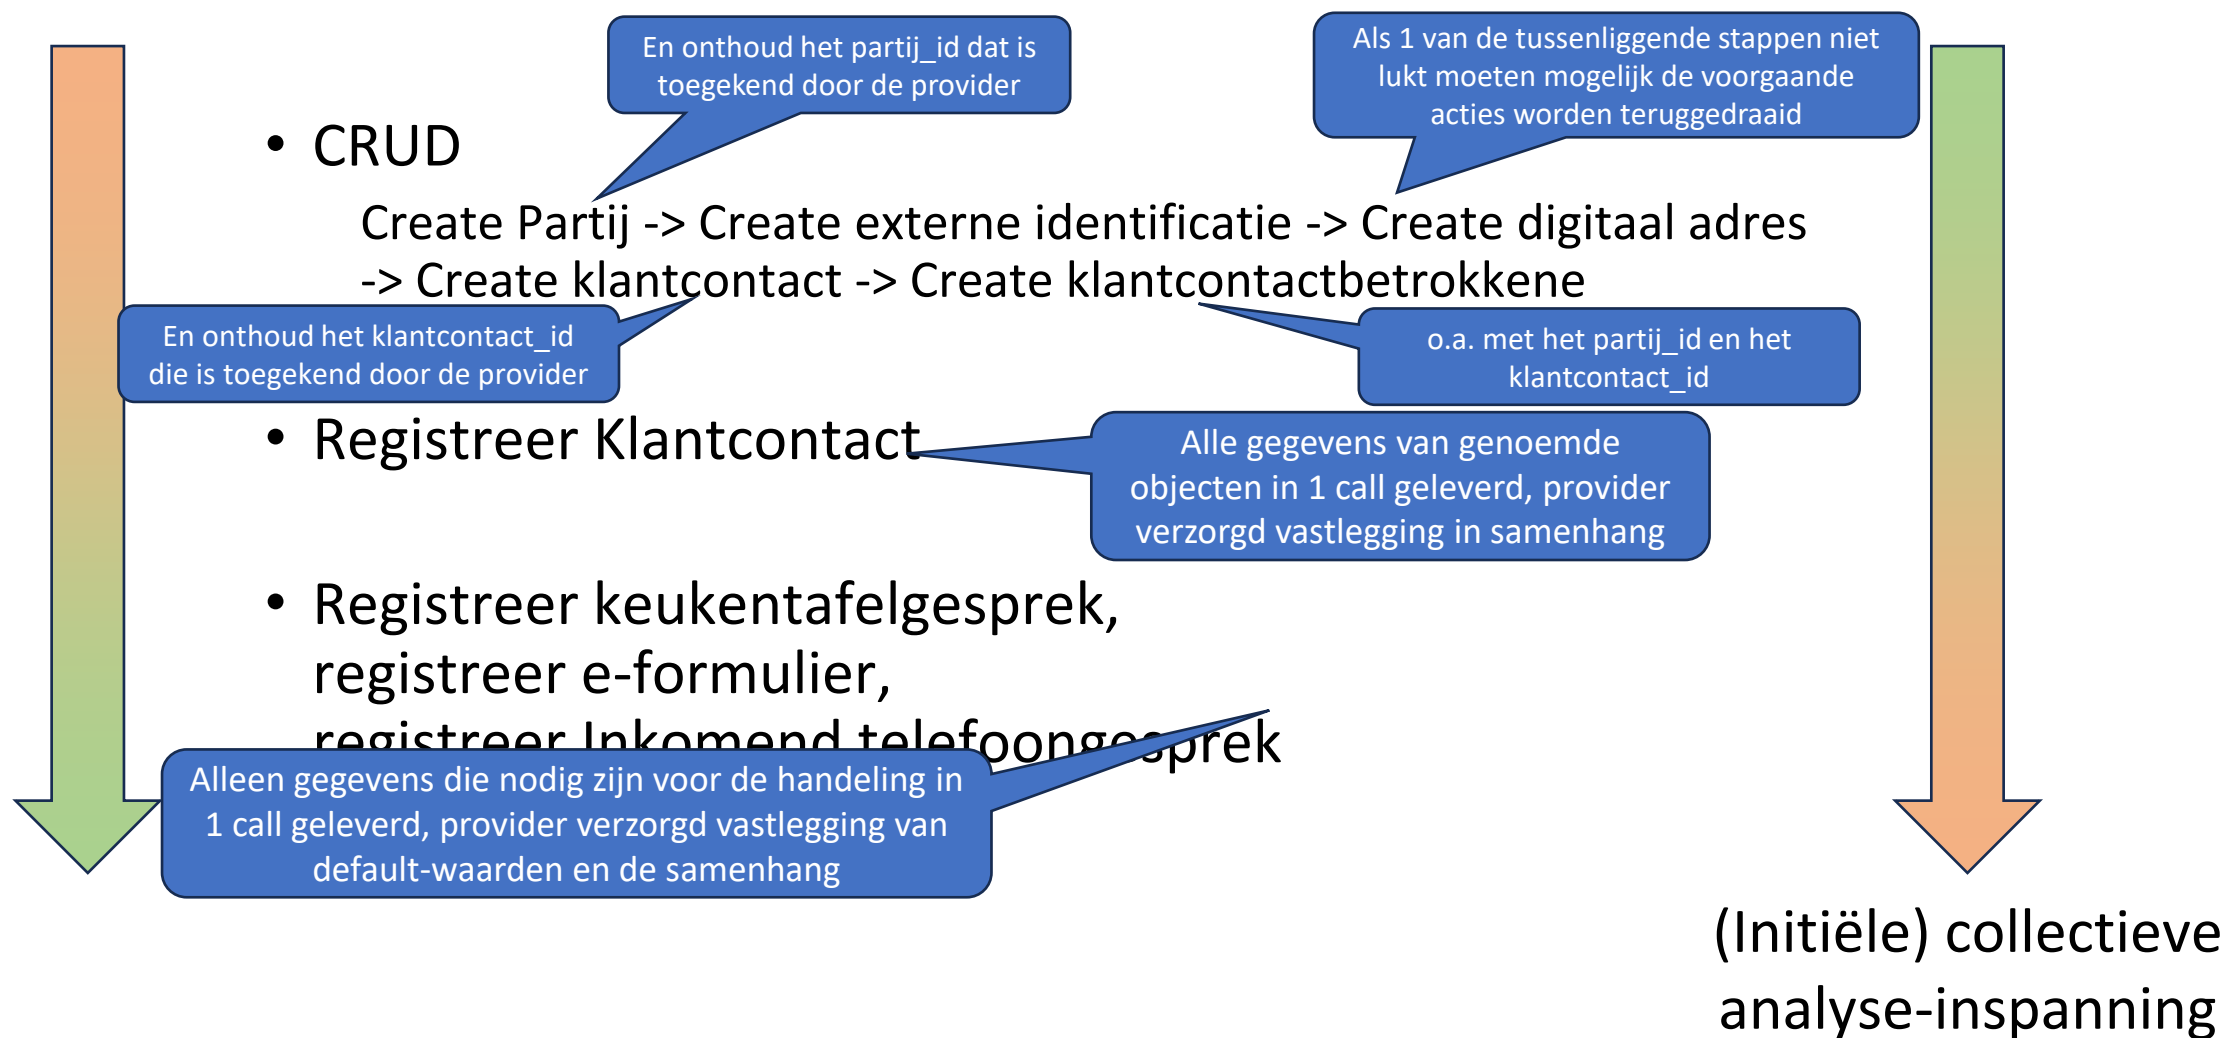 En onthoud het partij_id dat is
toegekend door de provider
Als 1 van de tussenliggende stappen niet
lukt moeten mogelijk de voorgaande
acties worden teruggedraaid
• CRUD
Create Partij -> Create externe identificatie -> Create digitaal adres
-> Create klantcontact -> Create klantcontactbetrokkene
En onthoud het klantcontact_id
die is toegekend door de provider
o.a. met het partij_id en het
klantcontact_id
• Registreer Klantcontact
Alle gegevens van genoemde
objecten in 1 call geleverd, provider
verzorgd vastlegging in samenhang
• Registreer keukentafelgesprek,
registreer e-formulier,
registreer Inkomend telefoongesprek
Alleen gegevens die nodig zijn voor de handeling in
1 call geleverd, provider verzorgd vastlegging van
default-waarden en de samenhang
(Initiële) collectieve
analyse-inspanning